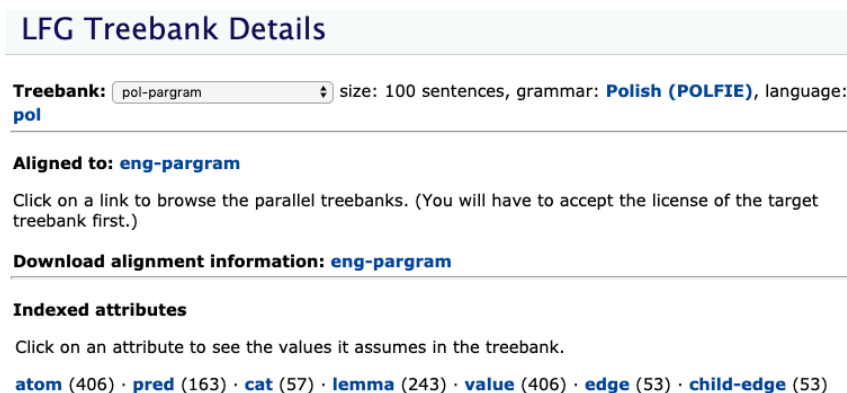 LFG Treebank Details
Treebank: pol-pargram size: 100 sentences, grammar: Polish (POLFIE), language:
pol
Aligned to: eng-pargram
Click on a link to browse the parallel treebanks. (You will have to accept the license of the target
treebank first.)
Download alignment information: eng-pargram
Indexed attributes
Click on an attribute to see the values it assumes in the treebank.
atom (406) · pred (163) · cat (57) · lemma (243) · value (406) · edge (53) · child-edge (53)